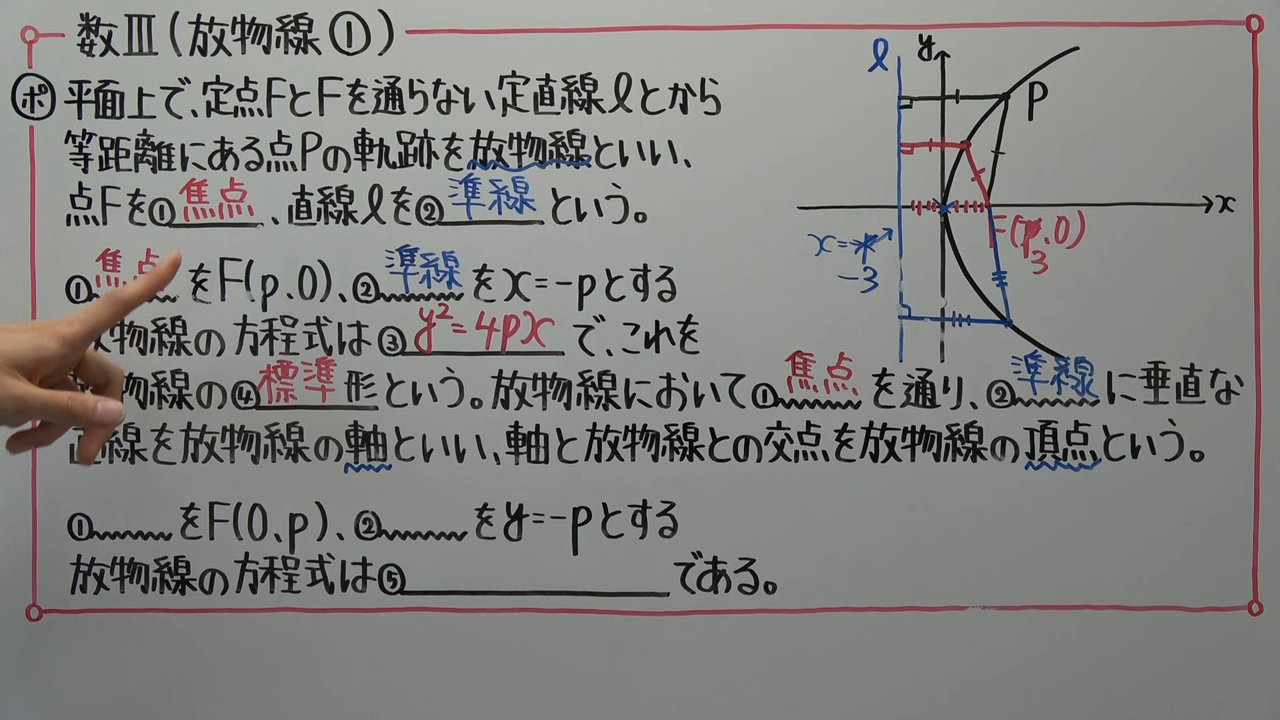 数Ⅲ(放物線①)
ポ 平面上で、定点FとFを通らない定直線ℓとから
等距離にある点Pの軌跡を放物線といい、
点Fを①焦点、直線ℓを②準線という。
①焦点をF(p.0)、②準線をx=-pとする
物線の方程式は③y²=4pxで、これを
物線の④標準形という。放物線において①焦点を通り、②準線に垂直な
線を放物線の軸といい、軸と放物線との交点を放物線の頂点という。
①をF(0.p)、②をy=-pとする
放物線の方程式は⑤である。
ℓ
y
P
x
F(p.0)
3
x=-p
-3